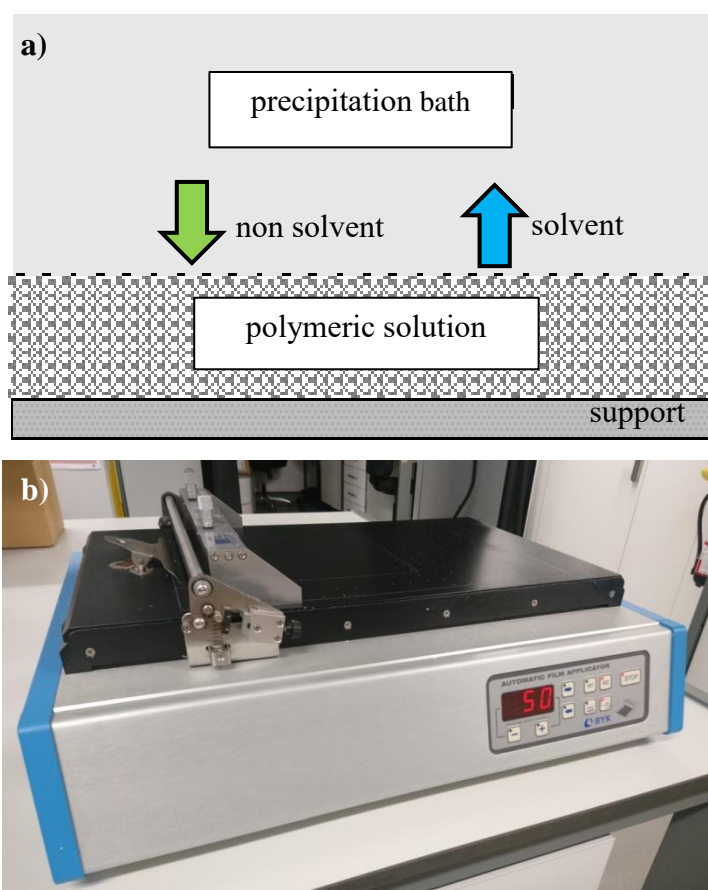 a)
precipitation bath
non solvent
solvent
polymeric solution
support
b)
AUTOMATIC FILM APPLICATOR
50
STOP
BYK